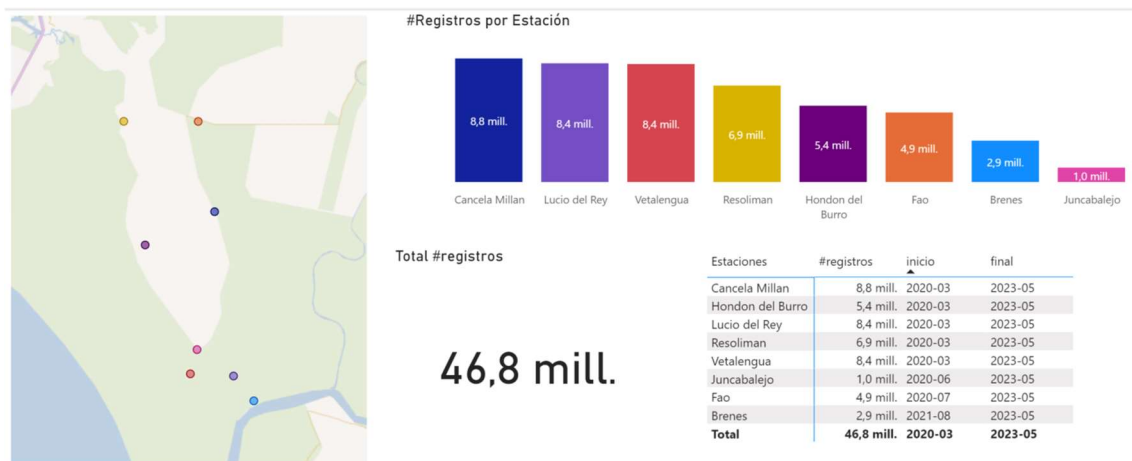 #Registros por Estación
8,8 mill.
8,4 mill.
8,4 mill.
6,9 mill.
5,4 mill.
4,9 mill.
2,9 mill.
1,0 mill.
Cancela Millan
Lucio del Rey
Vetalengua
Resoliman
Hondon del
Burro
Fao
Brenes
Juncabalejo
Total #registros
46,8 mill.
Estaciones #registros inicio final
Cancela Millan 8,8 mill. 2020-03 2023-05
Hondon del Burro 5,4 mill. 2020-03 2023-05
Lucio del Rey 8,4 mill. 2020-03 2023-05
Resoliman 6,9 mill. 2020-03 2023-05
Vetalengua 8,4 mill. 2020-03 2023-05
Juncabalejo 1,0 mill. 2020-06 2023-05
Fao 4,9 mill. 2020-07 2023-05
Brenes 2,9 mill. 2021-08 2023-05
Total 46,8 mill. 2020-03 2023-05